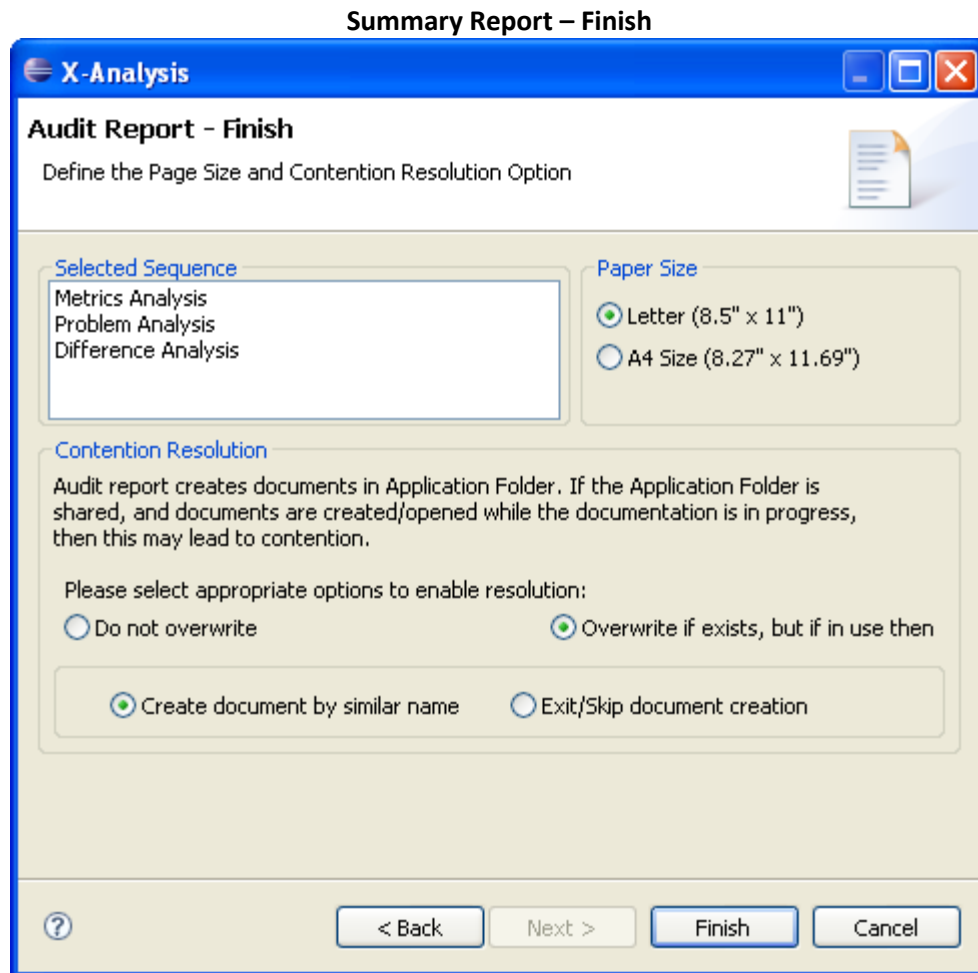 Summary Report – Finish
X-Analysis
Audit Report - Finish
Define the Page Size and Contention Resolution Option
Selected Sequence
Metrics Analysis
Problem Analysis
Difference Analysis
Paper Size
Letter (8.5" x 11")
A4 Size (8.27" x 11.69")
Contention Resolution
Audit report creates documents in Application Folder. If the Application Folder is
shared, and documents are created/opened while the documentation is in progress,
then this may lead to contention.
Please select appropriate options to enable resolution:
Do not overwrite
Overwrite if exists, but if in use then
Create document by similar name
Exit/Skip document creation
?
< Back
Next >
Finish
Cancel